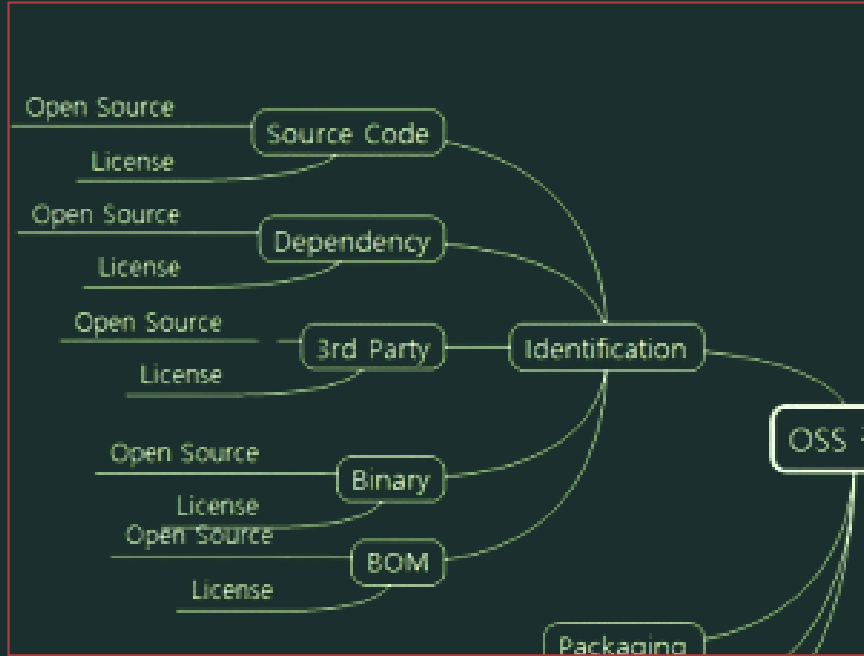 Open Source
Source Code
License
Open Source
Dependency
License
Open Source
3rd Party
Identification
License
OSS
Open Source
Binary
License
Open Source
BOM
License
Packaging